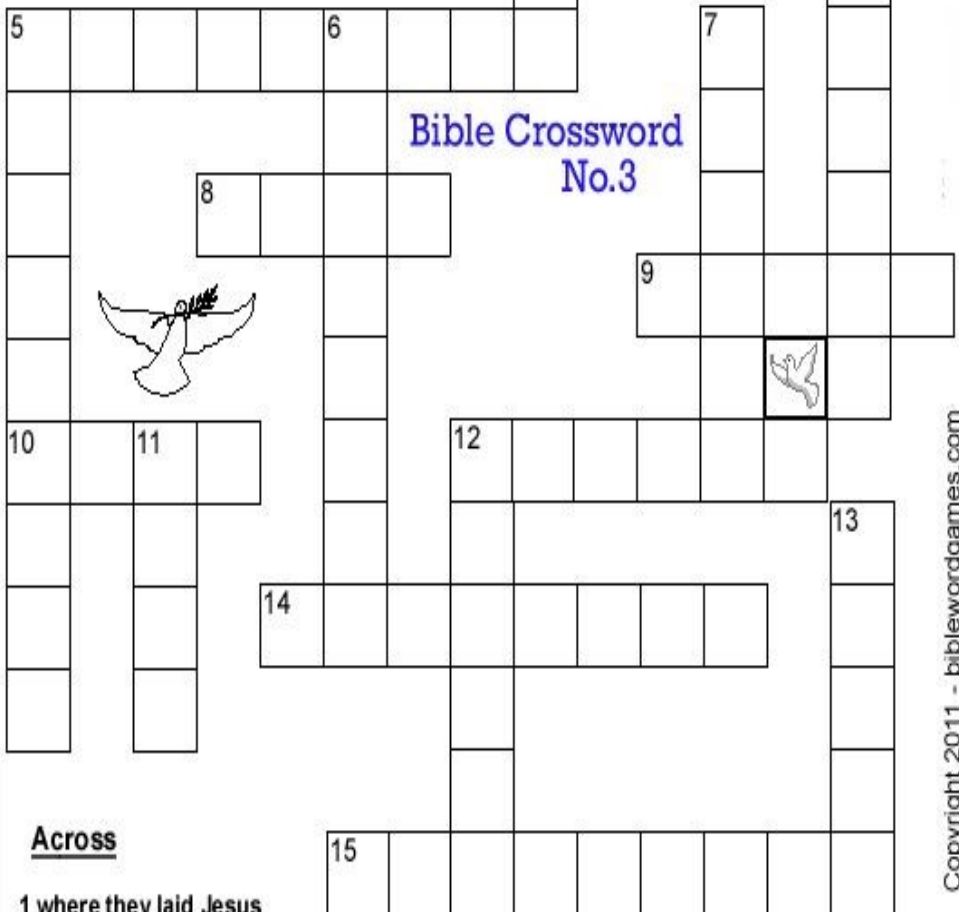 5 6 7
Bible Crossword
No.3
8
9
10 11 12
13
14
Across
15
1 where they laid Jesus
Copyright 2011 - biblewordgames.com